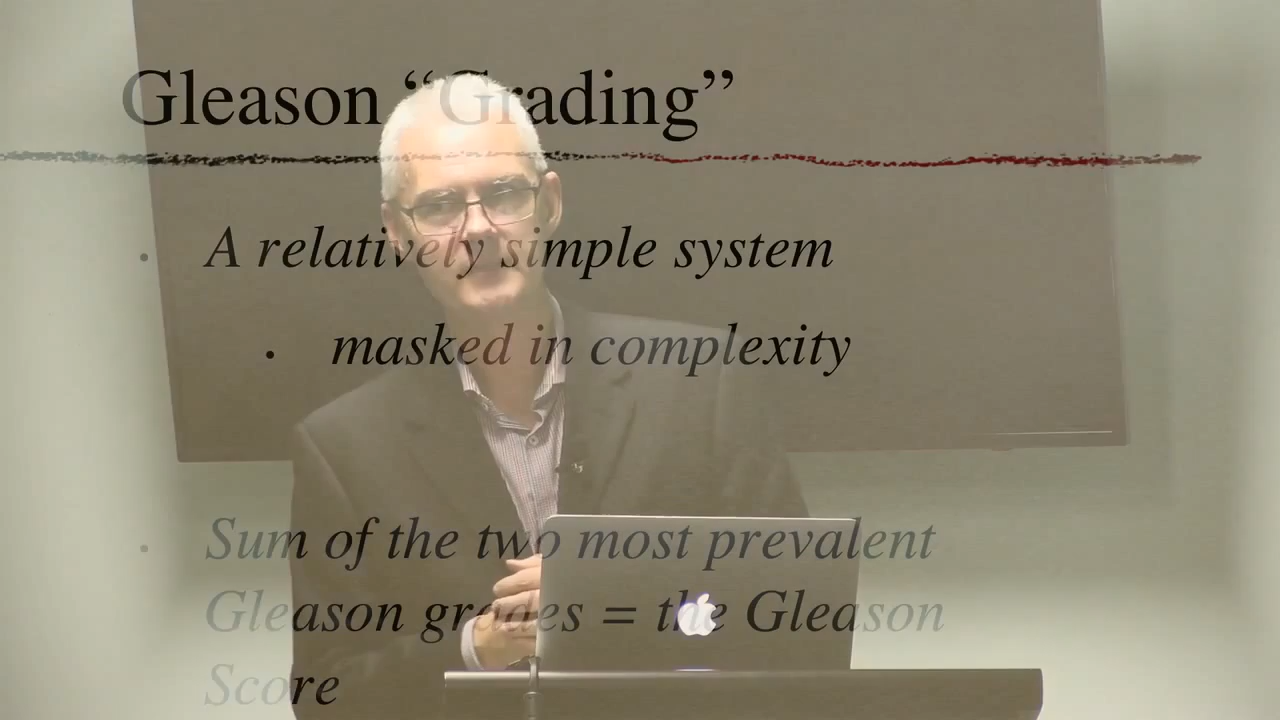 Gleason “Grading”
• A relatively simple system
• masked in complexity
• Sum of the two most prevalent
Gleason grades = the Gleason
Score